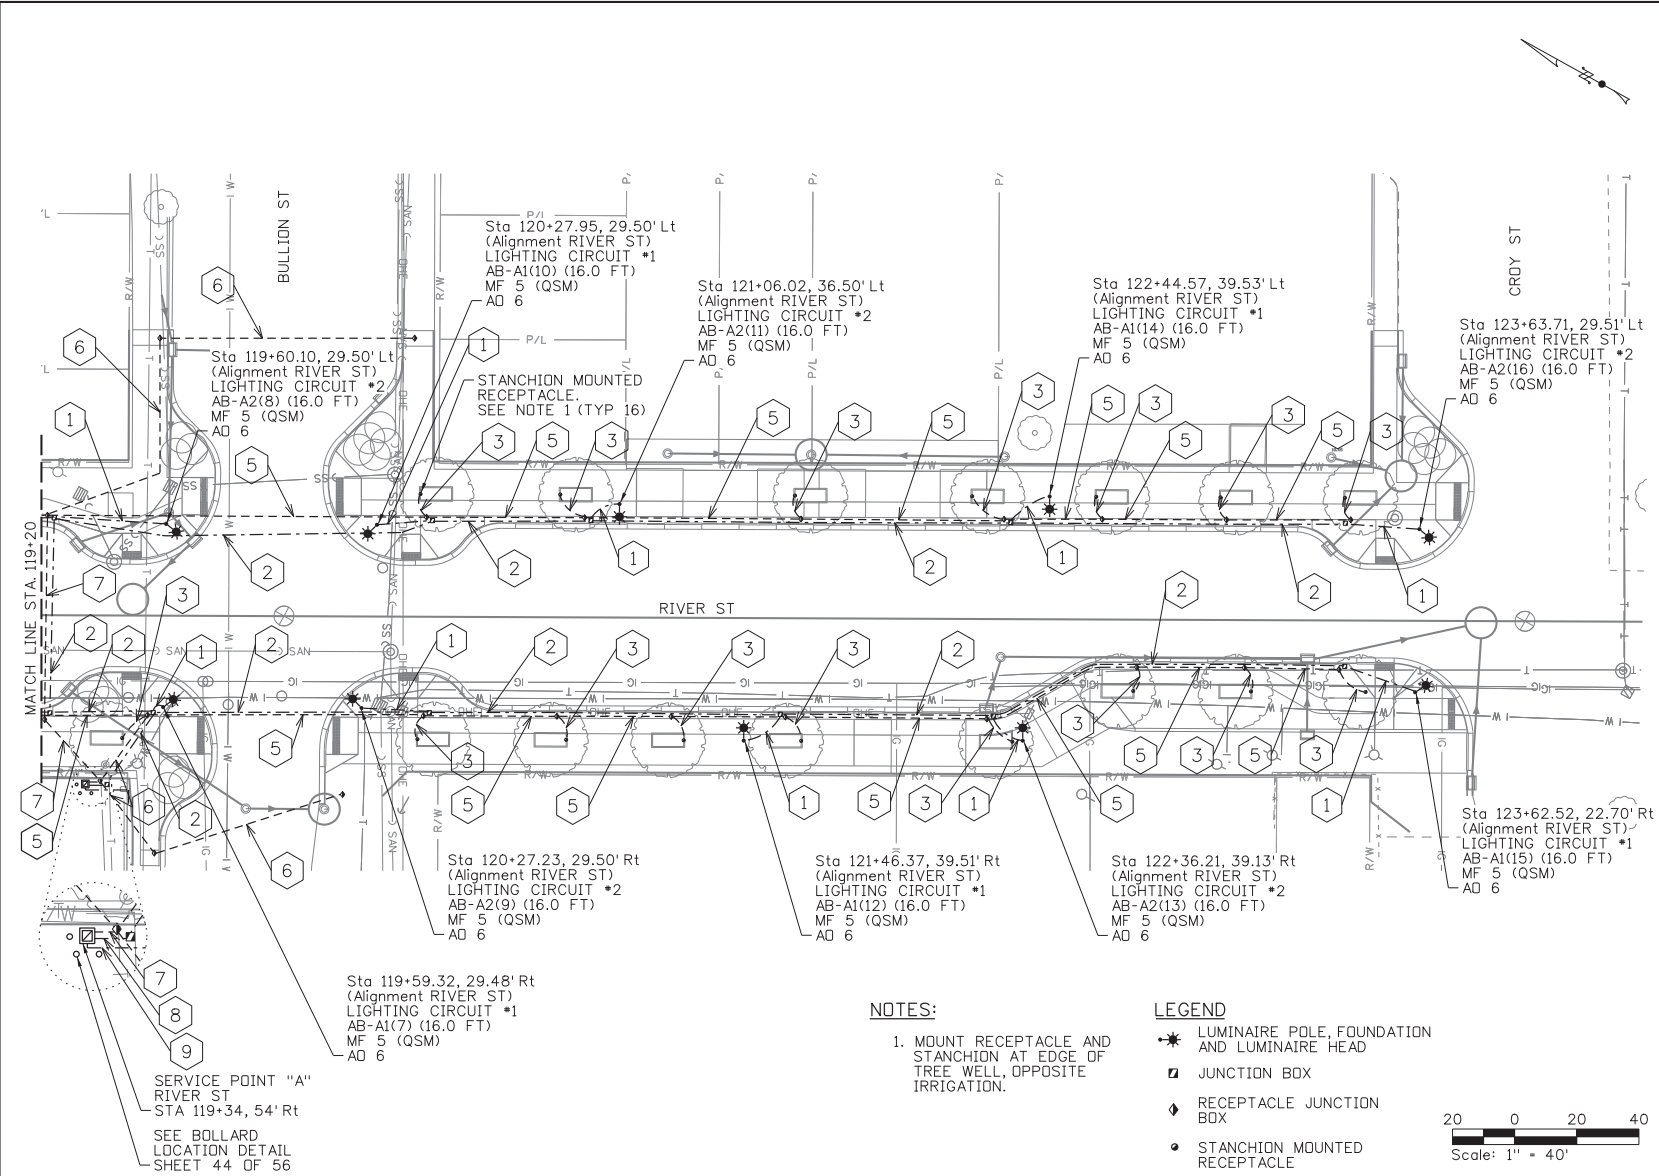 BULLION ST
CROY ST
RIVER ST
MATCH LINE STA. 119+20
Sta 120+27.95, 29.50' Lt
(Alignment RIVER ST)
LIGHTING CIRCUIT #1
AB-A1(10) (16.0 FT)
MF 5 (QSM)
AO 6
STANCHION MOUNTED
RECEPTACLE.
SEE NOTE 1 (TYP 16)
Sta 121+06.02, 36.50' Lt
(Alignment RIVER ST)
LIGHTING CIRCUIT #2
AB-A2(11) (16.0 FT)
MF 5 (QSM)
AO 6
Sta 122+44.57, 39.53' Lt
(Alignment RIVER ST)
LIGHTING CIRCUIT #1
AB-A1(14) (16.0 FT)
MF 5 (QSM)
AO 6
Sta 123+63.71, 29.51' Lt
(Alignment RIVER ST)
LIGHTING CIRCUIT #2
AB-A2(16) (16.0 FT)
MF 5 (QSM)
AO 6
Sta 119+60.10, 29.50' Lt
(Alignment RIVER ST)
LIGHTING CIRCUIT #2
AB-A2(8) (16.0 FT)
MF 5 (QSM)
AO 6
Sta 120+27.23, 29.50' Rt
(Alignment RIVER ST)
LIGHTING CIRCUIT #2
AB-A2(9) (16.0 FT)
MF 5 (QSM)
AO 6
Sta 121+46.37, 39.51' Rt
(Alignment RIVER ST)
LIGHTING CIRCUIT #1
AB-A1(12) (16.0 FT)
MF 5 (QSM)
AO 6
Sta 122+36.21, 39.13' Rt
(Alignment RIVER ST)
LIGHTING CIRCUIT #2
AB-A2(13) (16.0 FT)
MF 5 (QSM)
AO 6
Sta 123+62.52, 22.70' Rt
(Alignment RIVER ST)
LIGHTING CIRCUIT #1
AB-A1(15) (16.0 FT)
MF 5 (QSM)
AO 6
Sta 119+59.32, 29.48' Rt
(Alignment RIVER ST)
LIGHTING CIRCUIT #1
AB-A1(7) (16.0 FT)
MF 5 (QSM)
AO 6
SERVICE POINT "A"
RIVER ST
STA 119+34, 54' Rt
SEE BOLLARD
LOCATION DETAIL
SHEET 44 OF 56
NOTES:
1. MOUNT RECEPTACLE AND
STANCHION AT EDGE OF
TREE WELL, OPPOSITE
IRRIGATION.
LEGEND
LUMINAIRE POLE, FOUNDATION
AND LUMINAIRE HEAD
JUNCTION BOX
RECEPTACLE JUNCTION
BOX
STANCHION MOUNTED
RECEPTACLE
20 0 20 40
Scale: 1" = 40'